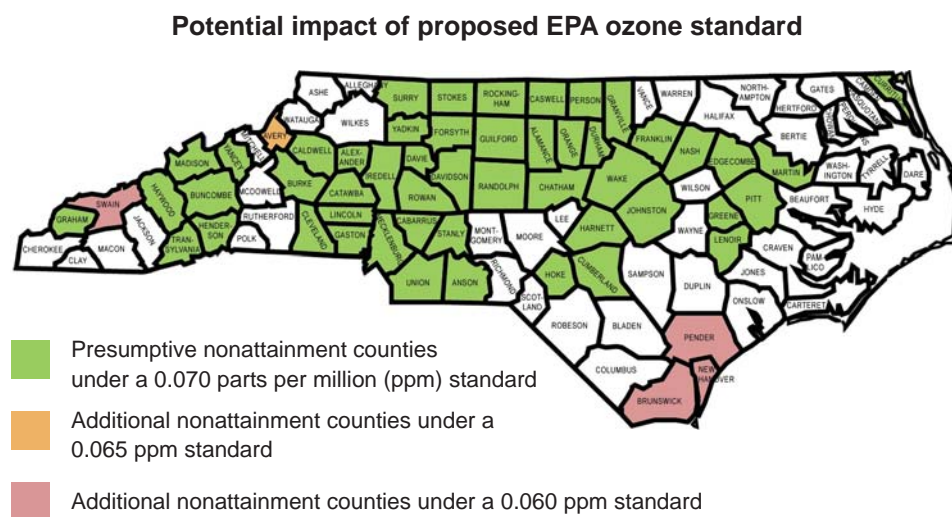 Potential impact of proposed EPA ozone standard
ALLEGHANY
ASHE
SURRY
STOKES
ROCKING-
HAM
CASWELL
PERSON
GRANVILLE
VANCE
WARREN
NORTH-
AMPTON
GATES
CAMDEN
CURRITUCK
PASQUOTANK
HERTFORD
CHOWAN
HALIFAX
BERTIE
WATAUGA
WILKES
YADKIN
FORSYTH
GUILFORD
ALAMANCE
ORANGE
DURHAM
FRANKLIN
NASH
EDGECOMBE
MARTIN
WASH-
INGTON
TYRRELL
DARE
MITCHELL
AVERY
CALDWELL
ALEX-
ANDER
IREDELL
DAVIE
DAVIDSON
RANDOLPH
CHATHAM
WAKE
WILSON
PITT
BEAUFORT
HYDE
MADISON
YANCEY
BURKE
CATAWBA
ROWAN
JOHNSTON
GREENE
HAYWOOD
BUNCOMBE
MCDOWELL
LINCOLN
CABARRUS
LEE
HARNETT
WAYNE
LENOIR
CRAVEN
PAM-
LICO
SWAIN
GRAHAM
JACKSON
HENDER-
SON
RUTHERFORD
CLEVELAND
GASTON
MECKLENBURG
STANLY
MONT-
GOMERY
MOORE
CHEROKEE
CLAY
MACON
TRAN-
SYLVANIA
POLK
UNION
ANSON
RICHMOND
HOKE
CUMBERLAND
SAMPSON
DUPLIN
JONES
ONSLOW
CARTERET
SCOT-
LAND
ROBESON
BLADEN
PENDER
COLUMBUS
NEW
HANOVER
BRUNSWICK
Presumptive nonattainment counties
under a 0.070 parts per million (ppm) standard
Additional nonattainment counties under a
0.065 ppm standard
Additional nonattainment counties under a 0.060 ppm standard